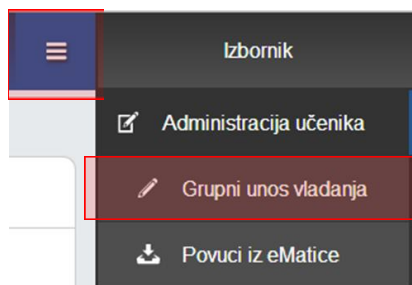 Izbornik
Administracija učenika
Grupni unos vladanja
Povuci iz eMatice